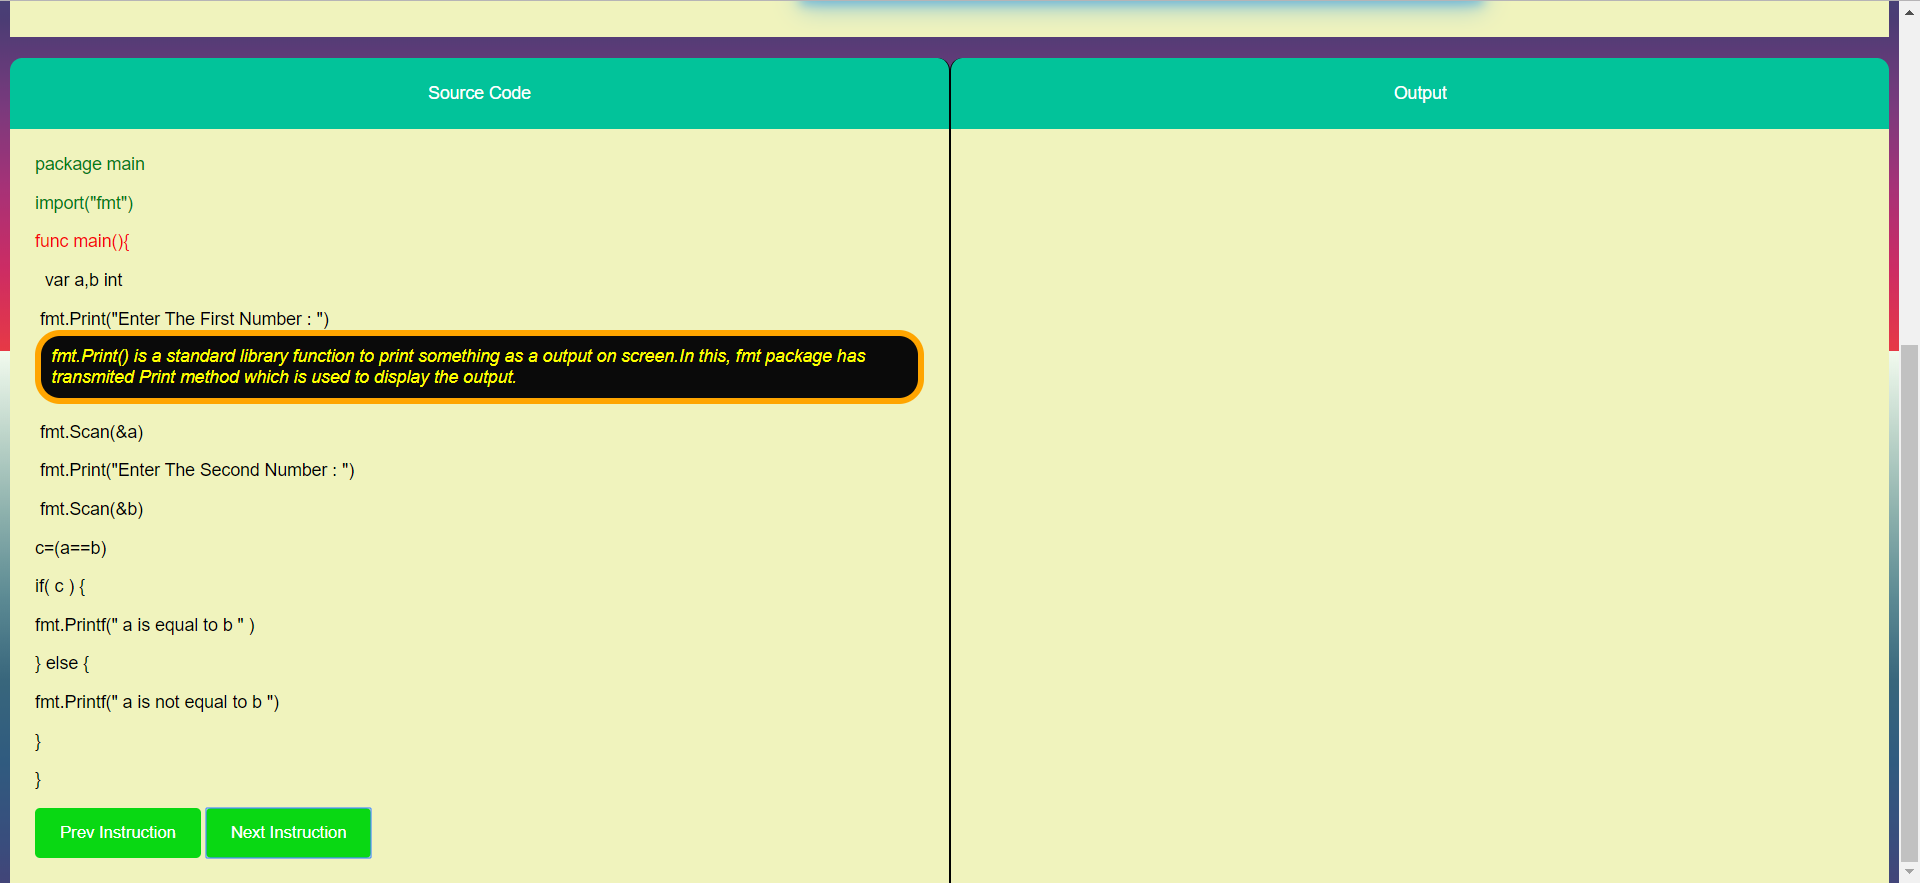 Source Code
Output
package main
import("fmt")
func main(){
var a,b int
fmt.Print("Enter The First Number : ")
fmt.Print() is a standard library function to print something as a output on screen.In this, fmt package has
transmited Print method which is used to display the output.
fmt.Scan(&a)
fmt.Print("Enter The Second Number : ")
fmt.Scan(&b)
c=(a==b)
if( c ) {
fmt.Printf(" a is equal to b " )
} else {
fmt.Printf(" a is not equal to b ")
}
}
Prev Instruction Next Instruction